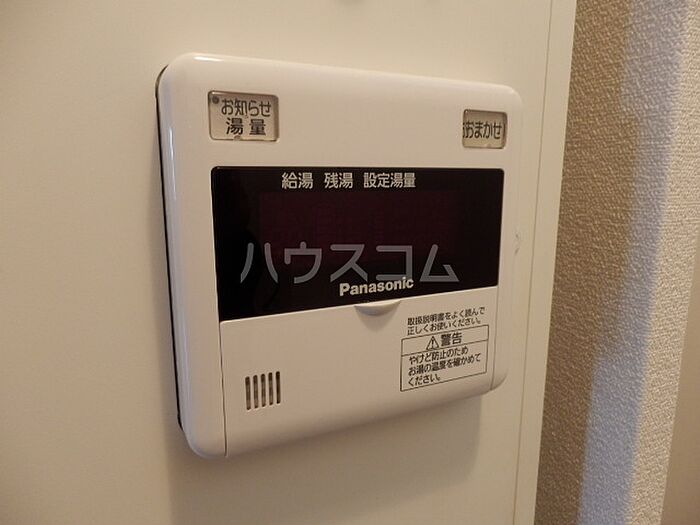 お知らせ
湯量
おまかせ
給湯 残湯 設定湯量
ハウスコム
Panasonic
取扱説明書をよく読んで
正しくお使いください。
警告
やけど防止のため
お湯の温度を確かめて
ください。